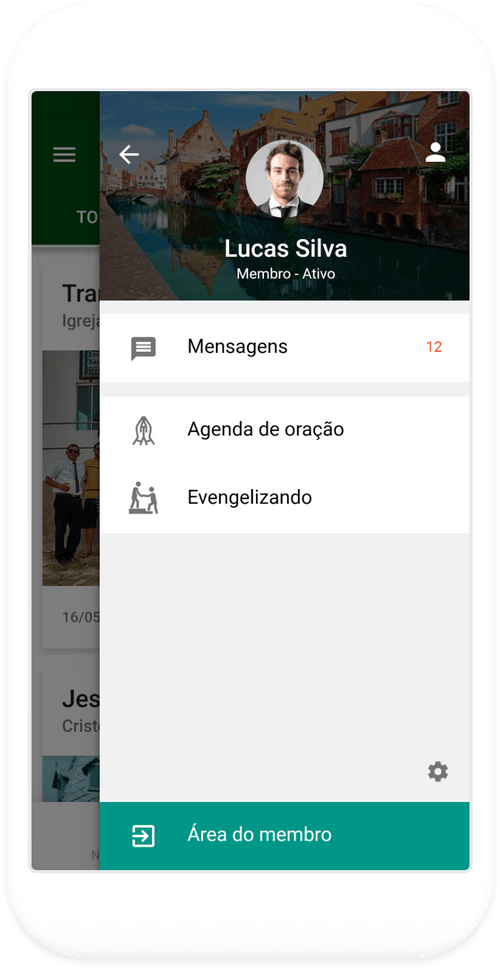 TO
Lucas Silva
Membro - Ativo
Tra
Igreja
Mensagens
12
Agenda de oração
Evengelizando
16/05
Jes
Crist
Área do membro
N